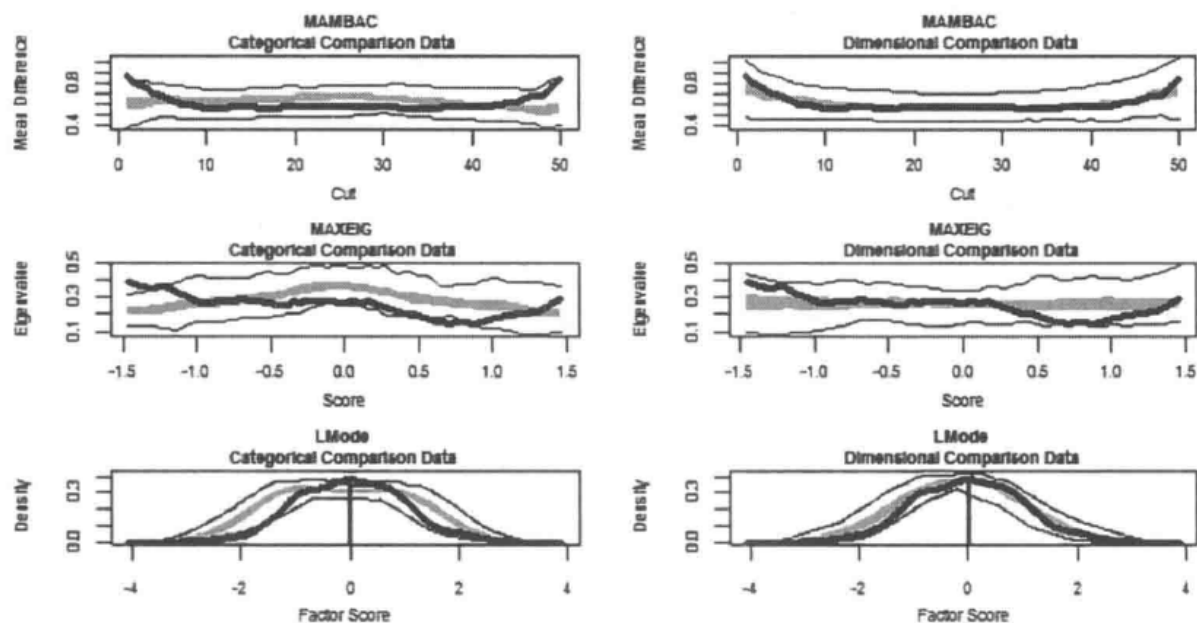 MAMBAC
Categorical Comparison Data
Mean Difference
0.8
0.4
0 10 20 30 40 50
Cut
MAMBAC
Dimensional Comparison Data
Mean Difference
0.8
0.4
0 10 20 30 40 50
Cut
MAXEIG
Categorical Comparison Data
Eigenvalue
0.5
0.3
0.1
-1.5 -1.0 -0.5 0.0 0.5 1.0 1.5
Score
MAXEIG
Dimensional Comparison Data
Eigenvalue
0.5
0.3
0.1
-1.5 -1.0 -0.5 0.0 0.5 1.0 1.5
Score
LMode
Categorical Comparison Data
Density
0.3
0.0
-4 -2 0 2 4
Factor Score
LMode
Dimensional Comparison Data
Density
0.3
0.0
-4 -2 0 2 4
Factor Score